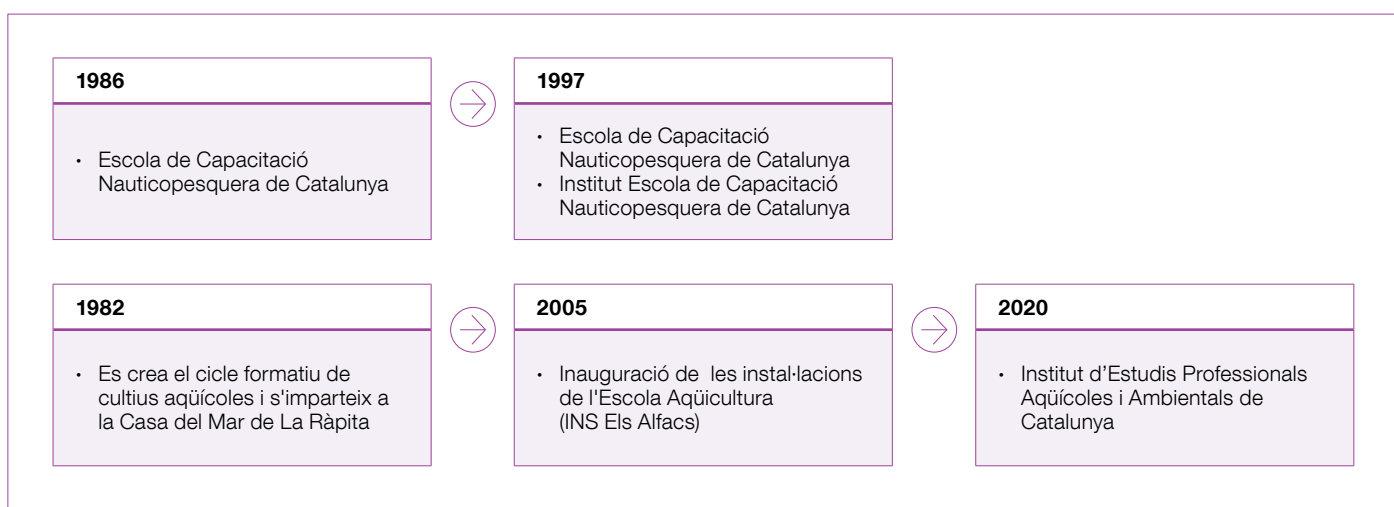 1986
• Escola de Capacitació
Nauticopesquera de Catalunya
1997
• Escola de Capacitació
Nauticopesquera de Catalunya
• Institut Escola de Capacitació
Nauticopesquera de Catalunya
1982
• Es crea el cicle formatiu de
cultius aqüícoles i s'imparteix a
la Casa del Mar de La Ràpita
2005
• Inauguració de les instal·lacions
de l'Escola Aqüicultura
(INS Els Alfacs)
2020
• Institut d’Estudis Professionals
Aqüícoles i Ambientals de
Catalunya